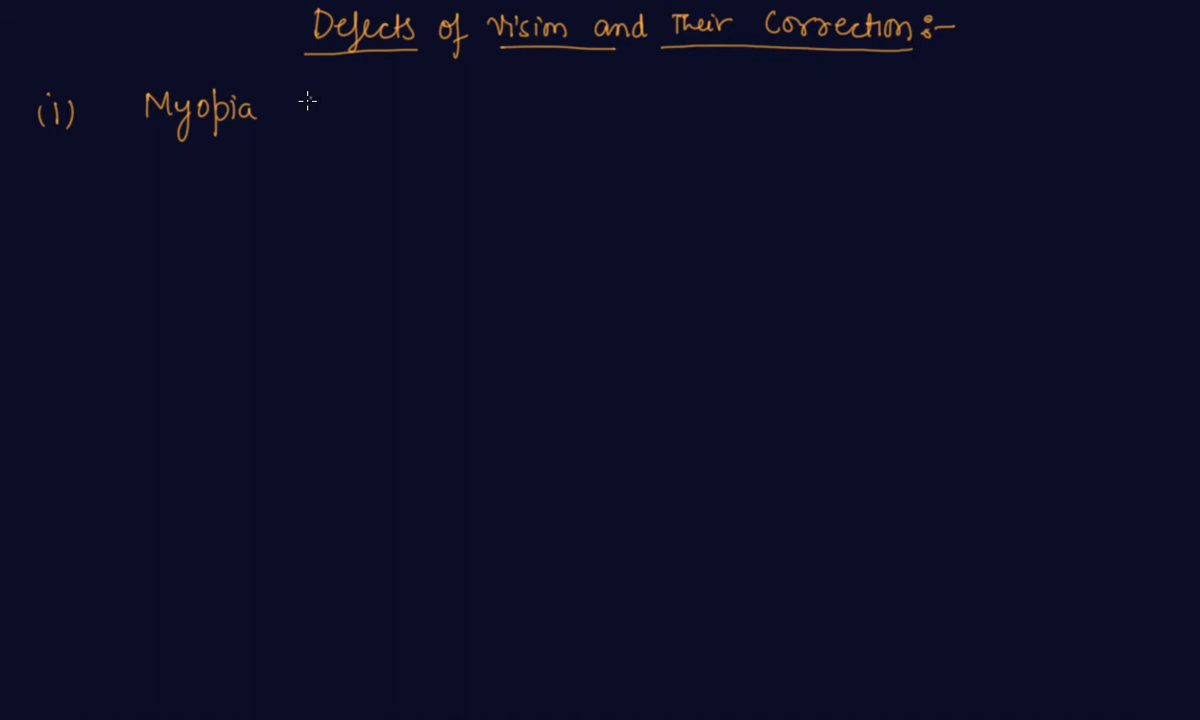 Defects of Vision and Their Correction:-
(i) Myopia